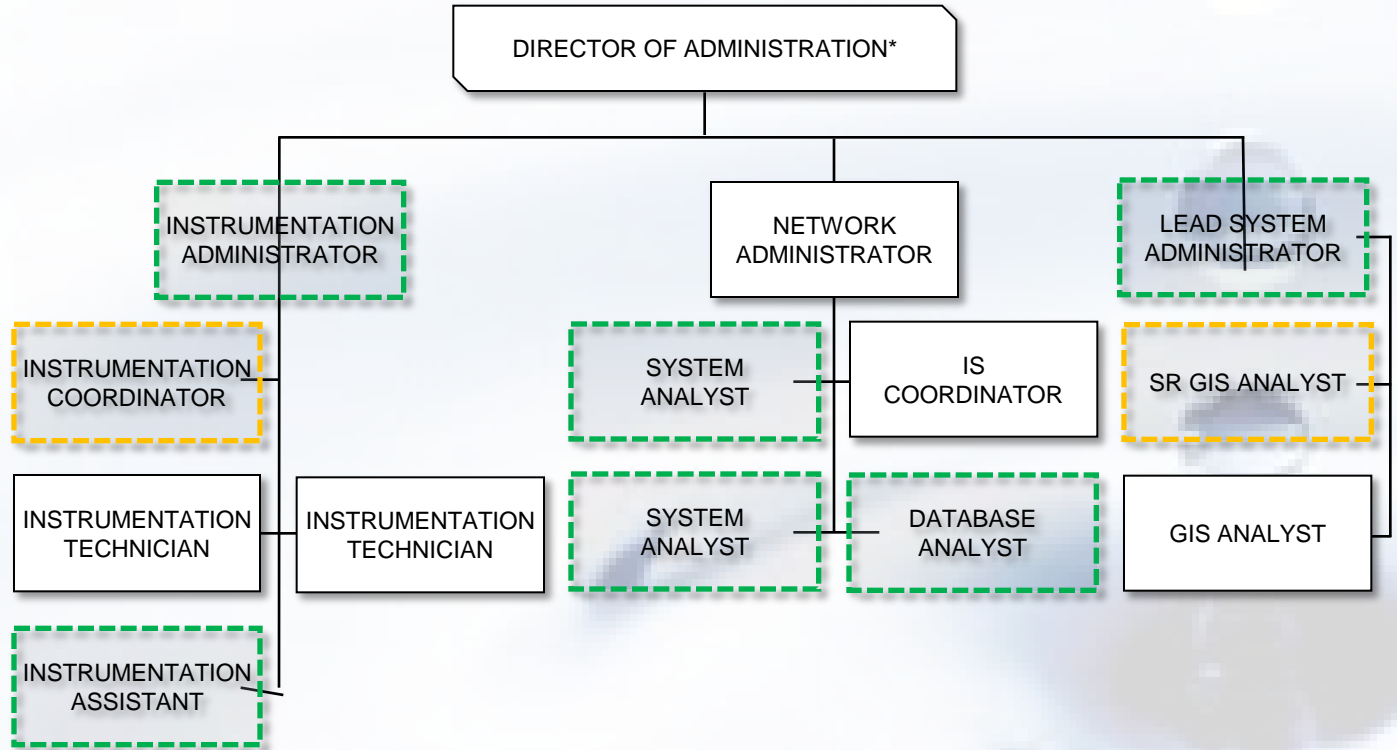 DIRECTOR OF ADMINISTRATION*
INSTRUMENTATION
ADMINISTRATOR
NETWORK
ADMINISTRATOR
LEAD SYSTEM
ADMINISTRATOR
INSTRUMENTATION
COORDINATOR
SYSTEM
ANALYST
IS
COORDINATOR
SR GIS ANALYST
INSTRUMENTATION
TECHNICIAN
INSTRUMENTATION
TECHNICIAN
SYSTEM
ANALYST
DATABASE
ANALYST
GIS ANALYST
INSTRUMENTATION
ASSISTANT